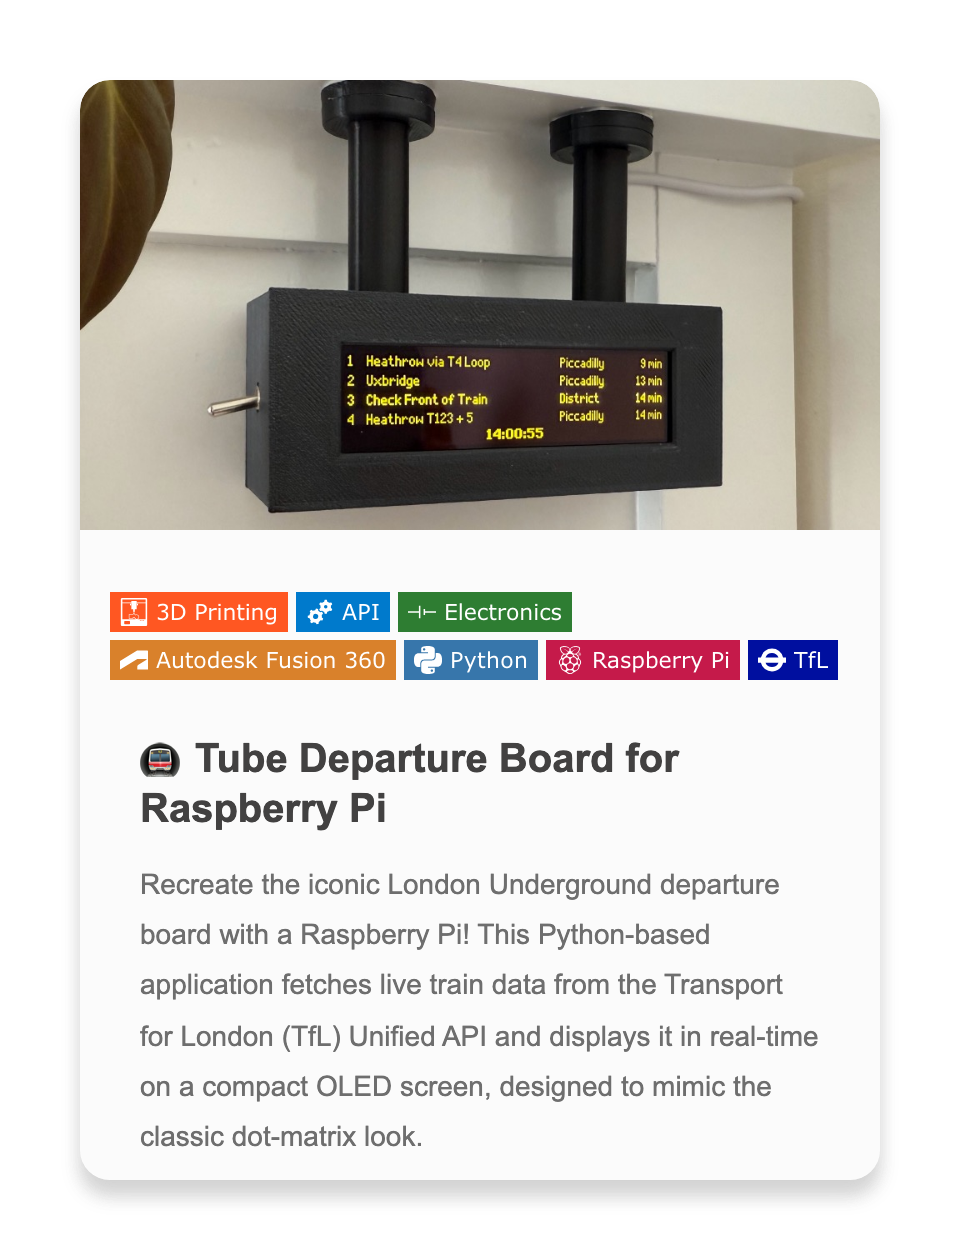 1 Heathrow via T4 Loop Piccadilly 9 min
2 Uxbridge Piccadilly 13 min
3 Check Front of Train District 14 min
4 Heathrow T123 + 5 Piccadilly 14 min
14:00:55
3D Printing API Electronics
Autodesk Fusion 360 Python Raspberry Pi TfL
Tube Departure Board for
Raspberry Pi
Recreate the iconic London Underground departure
board with a Raspberry Pi! This Python-based
application fetches live train data from the Transport
for London (TfL) Unified API and displays it in real-time
on a compact OLED screen, designed to mimic the
classic dot-matrix look.